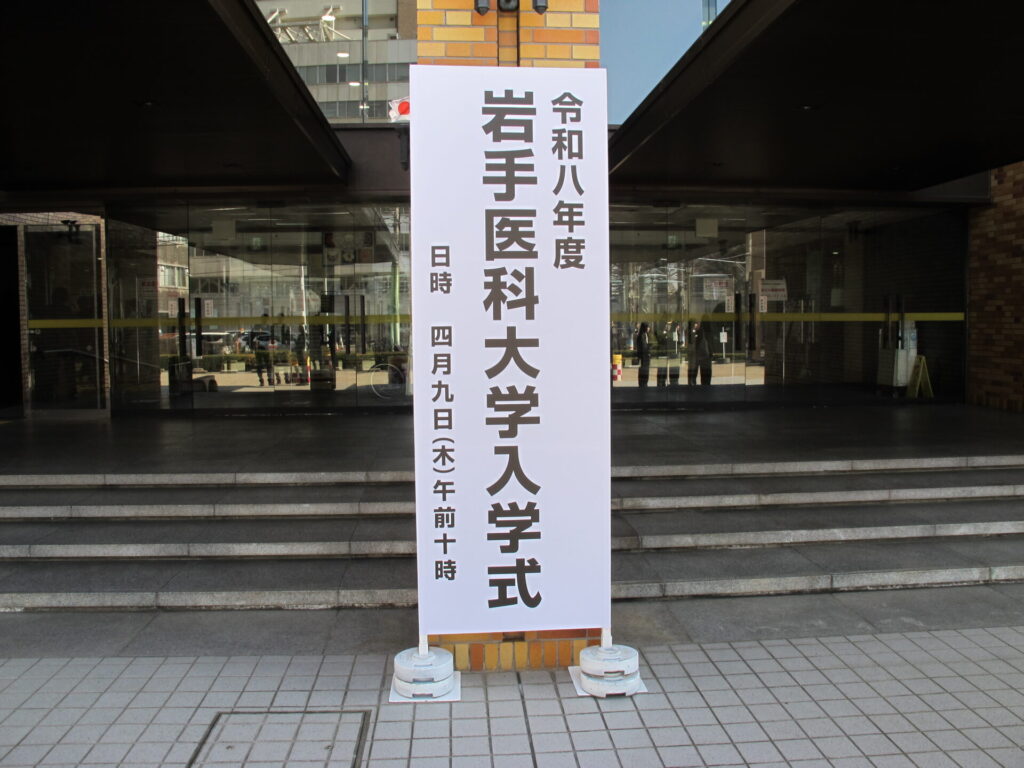 令和八年度
岩手医科大学入学式
日時 四月九日(木)午前十時